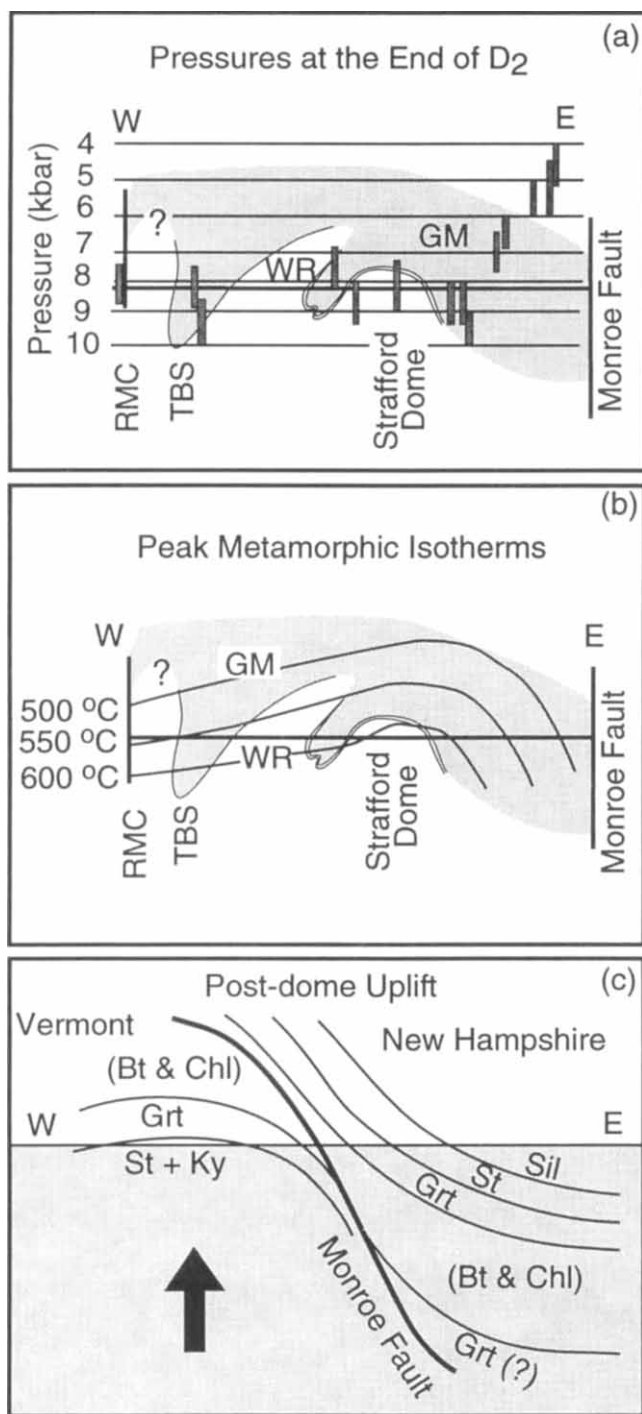 (a)
Pressures at the End of D2
W
E
Pressure (kbar)
4
5
6
7
8
9
10
?
GM
WR
RMC
TBS
Strafford
Dome
Monroe Fault
(b)
Peak Metamorphic Isotherms
W
E
GM
?
500 °C
550 °C
600 °C
WR
RMC
TBS
Strafford
Dome
Monroe Fault
(c)
Post-dome Uplift
Vermont
New Hampshire
(Bt & Chl)
W
Grt
E
St + Ky
Sil
St
Grt
(Bt & Chl)
Monroe Fault
Grt (?)